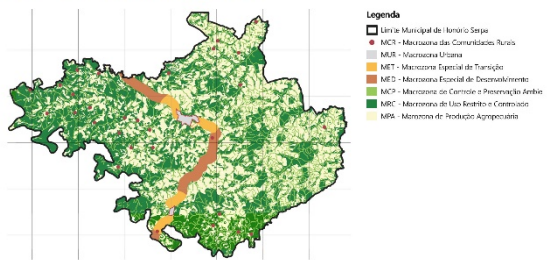 Legenda
Limite Municipal de Honório Serpa
MCR - Macrozona das Comunidades Rurais
MUR - Macrozona Urbana
MET - Macrozona Especial de Transição
MED - Macrozona Especial de Desenvolvimento
MCP - Macrozona de Controle e Preservação Ambie
MRC - Macrozona de Uso Restrito e Controlado
MPA - Marozona de Produção Agropecuária